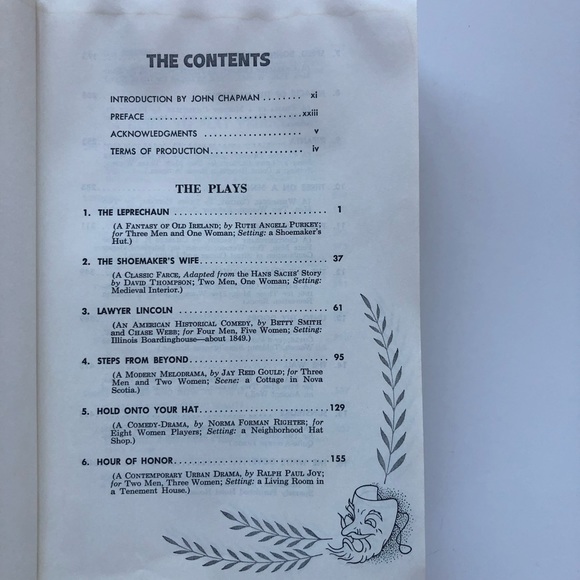 THE CONTENTS
INTRODUCTION BY JOHN CHAPMAN ........ xi
PREFACE ..............................xxiii
ACKNOWLEDGMENTS ................... v
TERMS OF PRODUCTION.................. iv
THE PLAYS
1. THE LEPRECHAUN ............................. 1
(A FANTASY OF OLD IRELAND; by RUTH ANGELL PURKEY;
for Three Men and One Woman; Setting: a Shoemaker's
Hut.)
2. THE SHOEMAKER'S WIFE........................ 37
(A CLASSIC FARCE, Adapted from the HANS SACHS' Story
by DAVID THOMPSON; Two Men, One Woman; Setting:
Medieval Interior.)
3. LAWYER LINCOLN ............................ 61
(AN AMERICAN HISTORICAL COMEDY, by BETTY SMITH
and CHASE WEBB; for Four Men, Five Women; Setting:
Illinois Boardinghouse—about 1849.)
4. STEPS FROM BEYOND.......................... 95
(A MODERN MELODRAMA, by JAY REID GOULD; for Three
Men and Two Women; Scene: a Cottage in Nova
Scotia.)
5. HOLD ONTO YOUR HAT........................129
(A COMEDY-DRAMA, by NORMA FORMAN RIGHTER; for
Eight Women Players; Setting: a Neighborhood Hat
Shop.)
6. HOUR OF HONOR.............................155
(A CONTEMPORARY URBAN DRAMA, by RALPH PAUL JOY;
for Two Men, Three Women; Setting: a Living Room in
a Tenement House.)